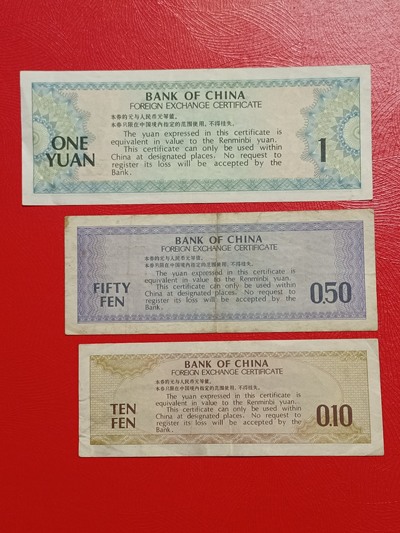 BANK OF CHINA
FOREIGN EXCHANGE CERTIFICATE
本券的元与人民币元等值。
本券只限在中国境内指定的范围使用，不得挂失。
ONE
YUAN
The yuan expressed in this certificate is
equivalent in value to the Renminbi yuan.
This certificate can only be used within
China at designated places. No request to
register its loss will be accepted by the
Bank.
1
BANK OF CHINA
FOREIGN EXCHANGE CERTIFICATE
本券的元与人民币元等值。
本券只限在中国境内指定的范围使用，不得挂失。
FIFTY
FEN
The yuan expressed in this certificate is
equivalent in value to the Renminbi yuan.
This certificate can only be used within
China at designated places. No request to
register its loss will be accepted by the
Bank.
0.50
BANK OF CHINA
FOREIGN EXCHANGE CERTIFICATE
本券的元与人民币元等值。
本券只限在中国境内指定的范围使用，不得挂失。
TEN
FEN
The yuan expressed in this certificate is
equivalent in value to the Renminbi yuan.
This certificate can only be used within
China at designated places. No request to
register its loss will be accepted by the
Bank.
0.10